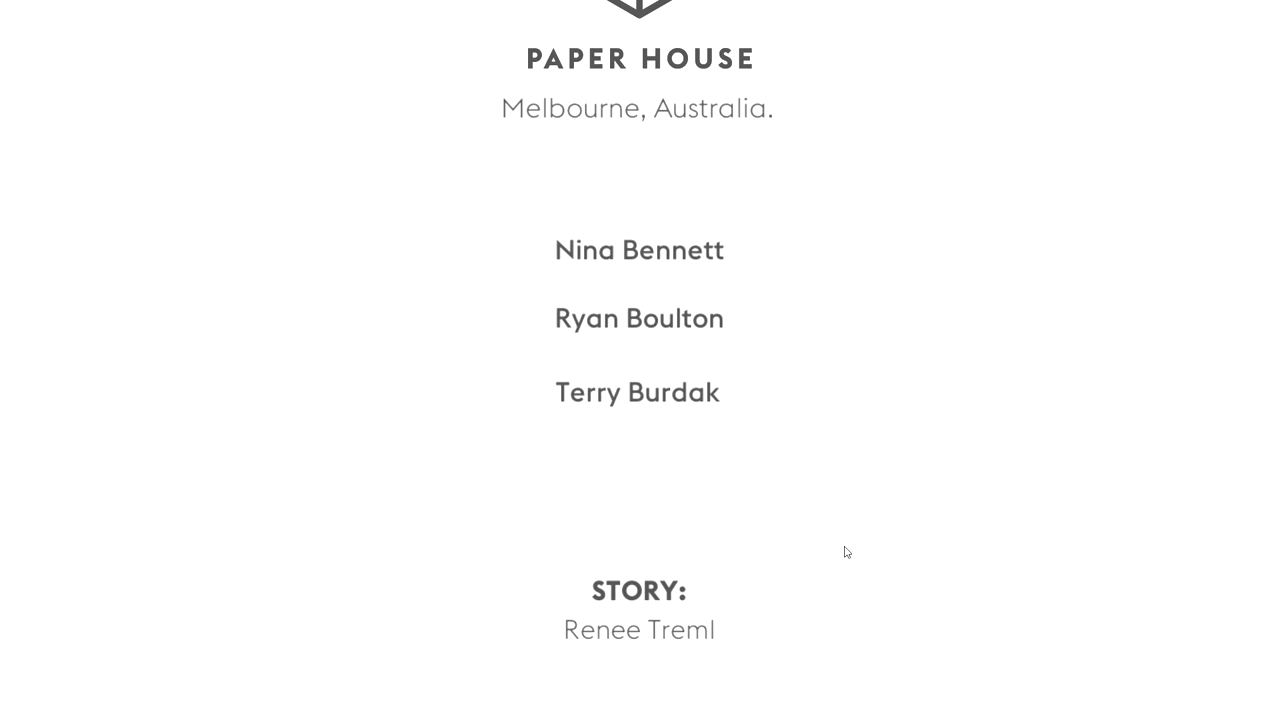 PAPER HOUSE
Melbourne, Australia.
Nina Bennett
Ryan Boulton
Terry Burdak
STORY:
Renee Treml